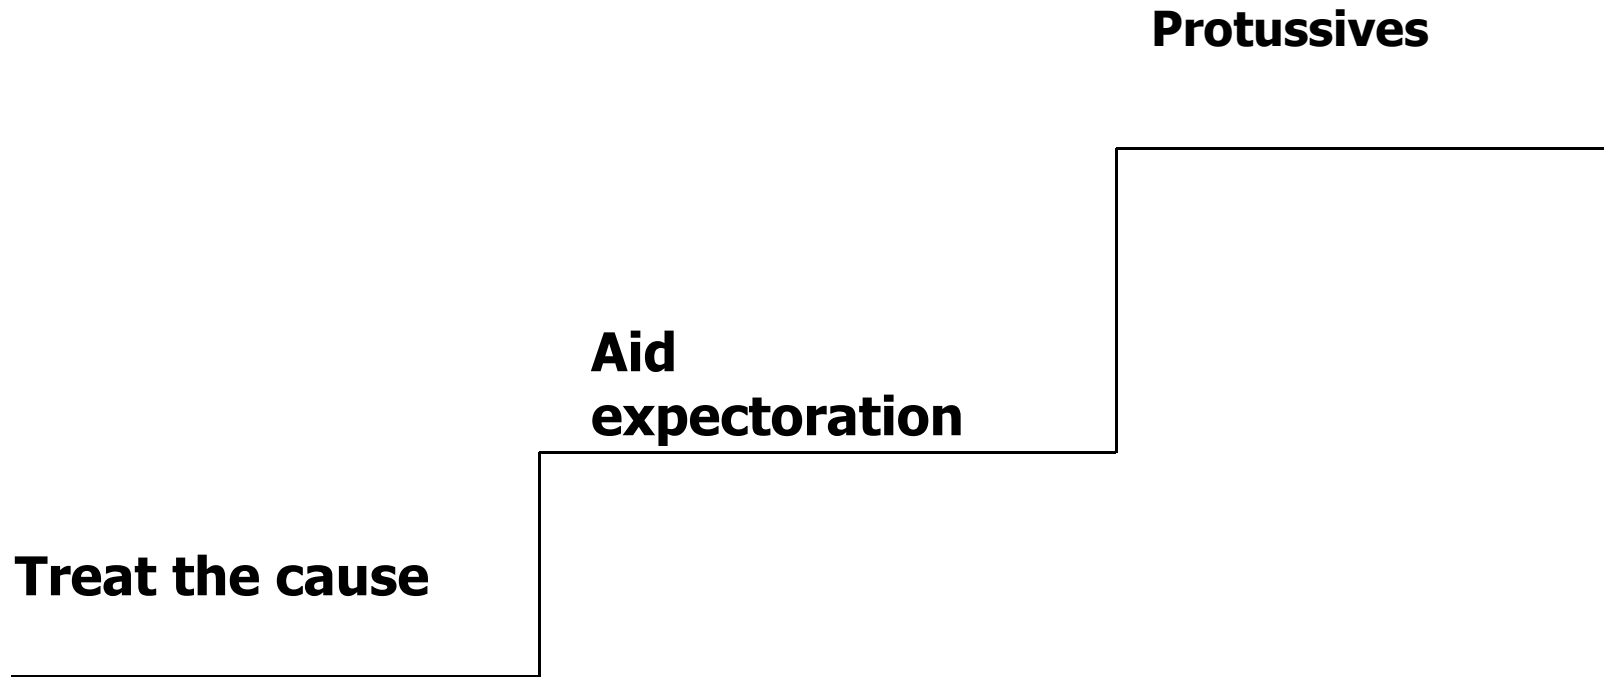 Protussives
Aid
expectoration
Treat the cause